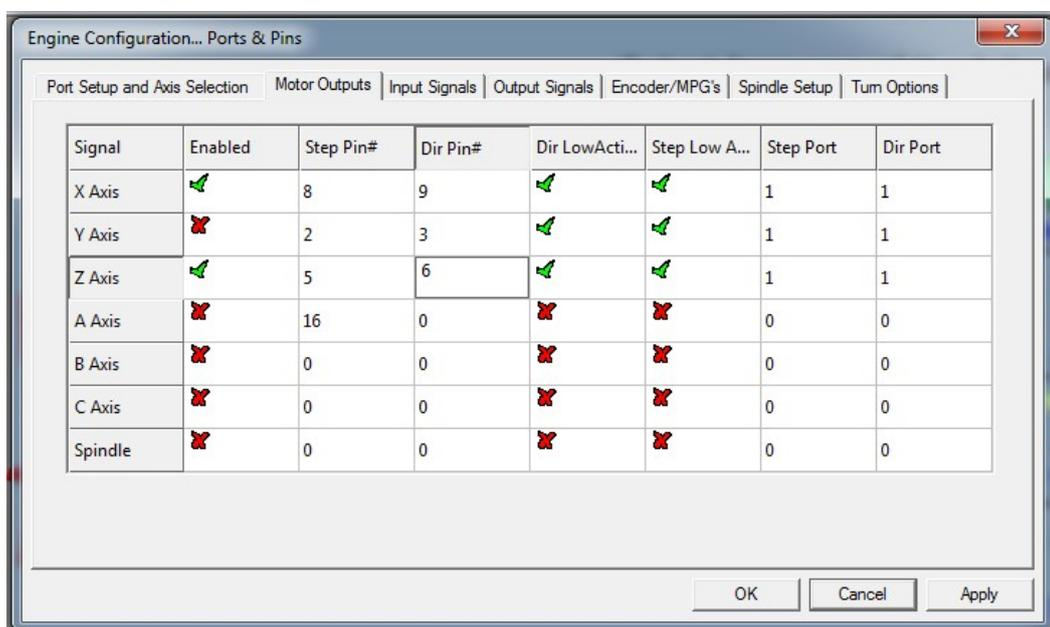 Engine Configuration... Ports & Pins
Port Setup and Axis Selection Motor Outputs Input Signals Output Signals Encoder/MPG's Spindle Setup Turn Options
Signal Enabled Step Pin# Dir Pin# Dir LowActi... Step Low A... Step Port Dir Port
X Axis 8 9 1 1
Y Axis 2 3 1 1
Z Axis 5 6 1 1
A Axis 16 0 0 0
B Axis 0 0 0 0
C Axis 0 0 0 0
Spindle 0 0 0 0
OK Cancel Apply